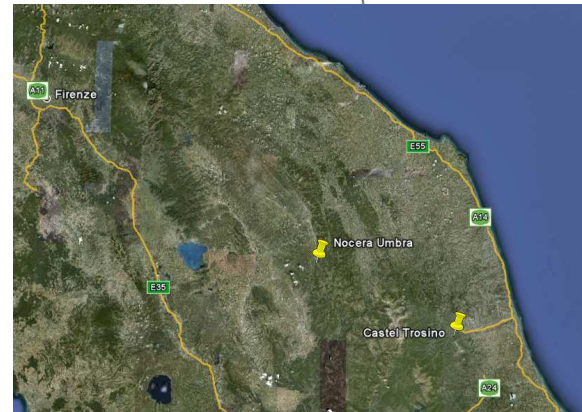 A11
Firenze
E55
A14
Nocera Umbra
E35
Castel Trosino
A24